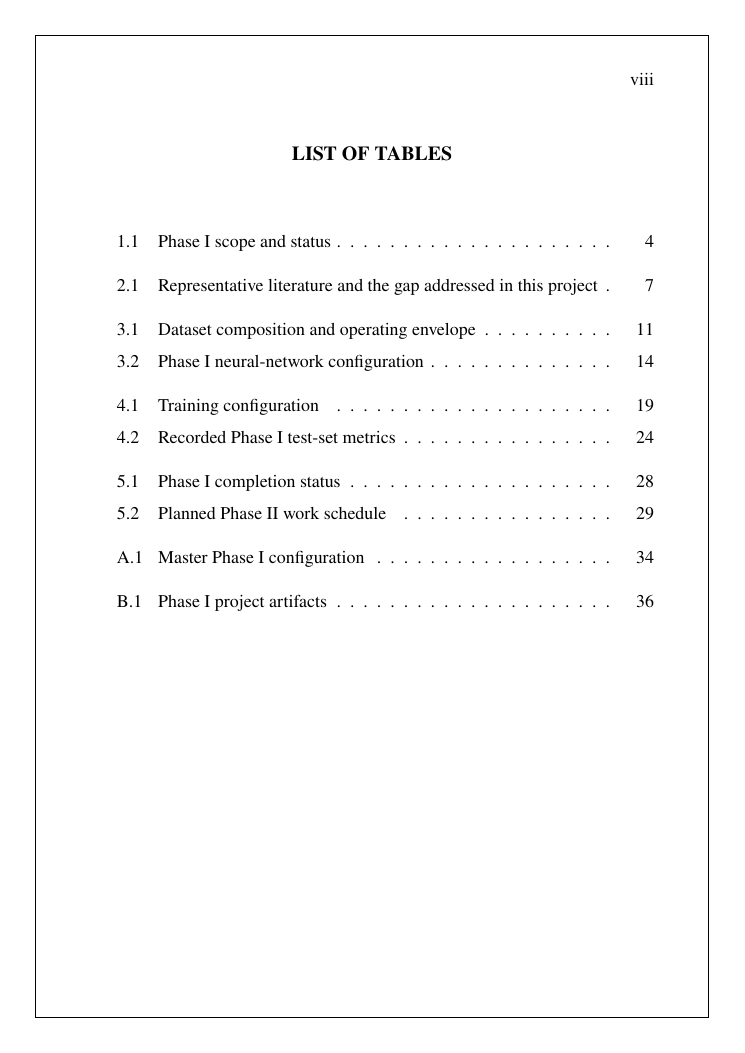 viii
LIST OF TABLES
1.1 Phase I scope and status . . . . . . . . . . . . . . . . . . . . . 4
2.1 Representative literature and the gap addressed in this project . 7
3.1 Dataset composition and operating envelope . . . . . . . . . . 11
3.2 Phase I neural-network configuration . . . . . . . . . . . . . . 14
4.1 Training configuration . . . . . . . . . . . . . . . . . . . . . 19
4.2 Recorded Phase I test-set metrics . . . . . . . . . . . . . . . . 24
5.1 Phase I completion status . . . . . . . . . . . . . . . . . . . . 28
5.2 Planned Phase II work schedule . . . . . . . . . . . . . . . . 29
A.1 Master Phase I configuration . . . . . . . . . . . . . . . . . . 34
B.1 Phase I project artifacts . . . . . . . . . . . . . . . . . . . . . 36